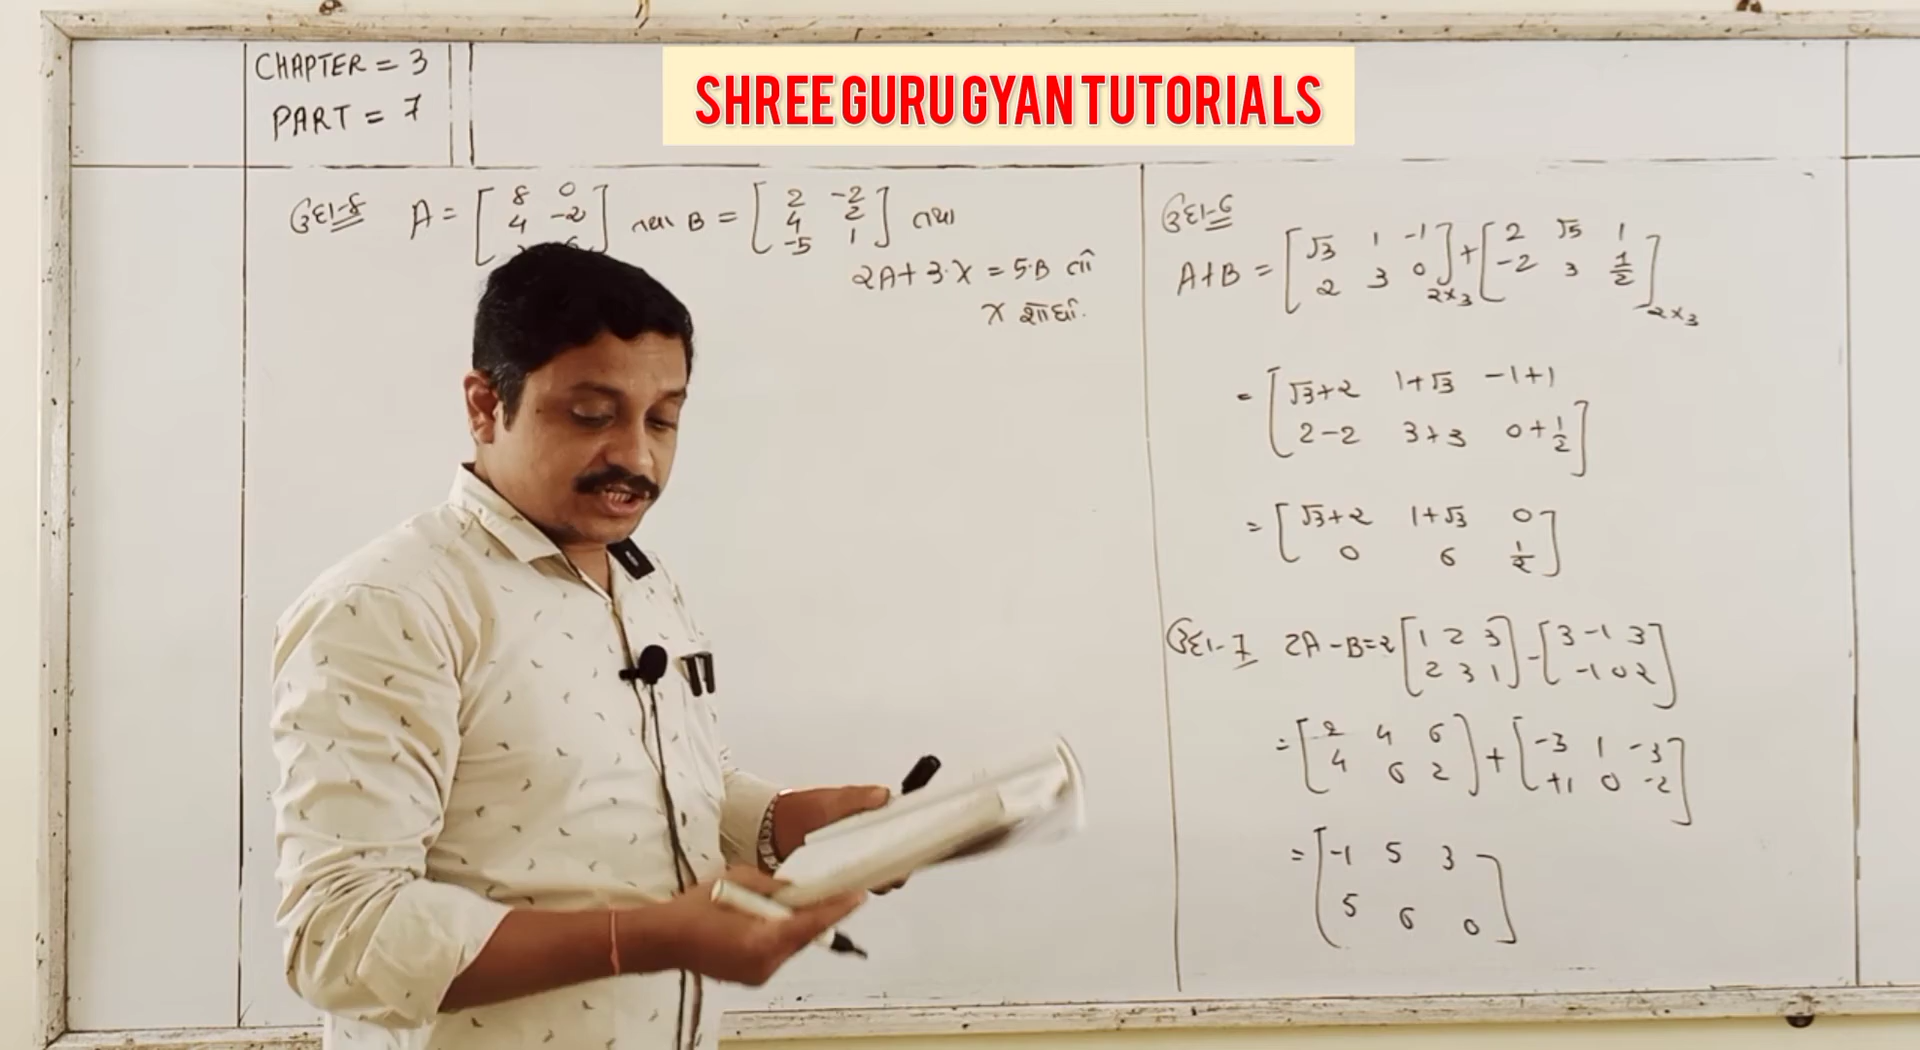 SHREE GURU GYAN TUTORIALS
CHAPTER = 3
PART = 7
ઉદા-8 A = [ 8 0
4 -2 ] તથા B = [ 2 -2
4 2
-5 1 ] તથા
2A + 3·X = 5·B તો
X શોધો.
ઉદા-6
A+B = [ √3 1 -1
2 3 0 ] 2×3 + [ 2 √5 1
-2 3 1/2 ] 2×3
= [ √3+2 1+√3 -1+1
2-2 3+3 0+1/2 ]
= [ √3+2 1+√3 0
0 6 1/2 ]
ઉદા-7 2A-B=2 [ 1 2 3
2 3 1 ] - [ 3 -1 3
-1 0 2 ]
= [ 2 4 6
4 6 2 ] + [ -3 1 -3
+1 0 -2 ]
= [ -1 5 3
5 6 0 ]